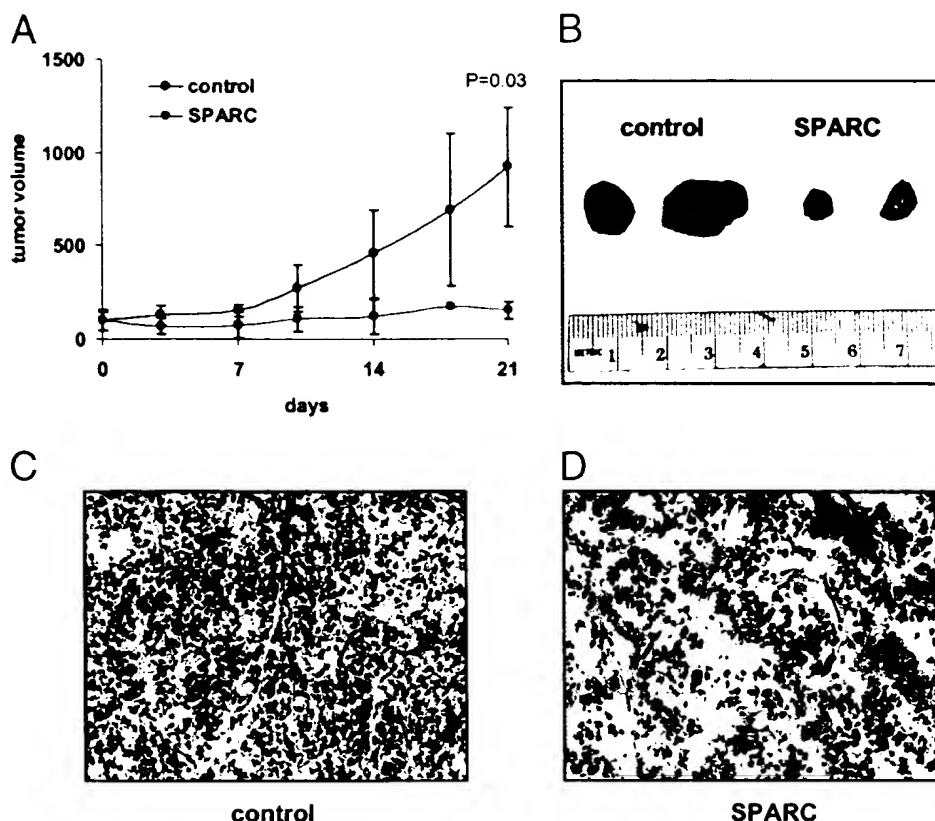 A
1500
1000
500
0
tumor volume
control
SPARC
P=0.03
0 7 14 21
days
B
control SPARC
1 2 3 4 5 6 7
C
control
D
SPARC